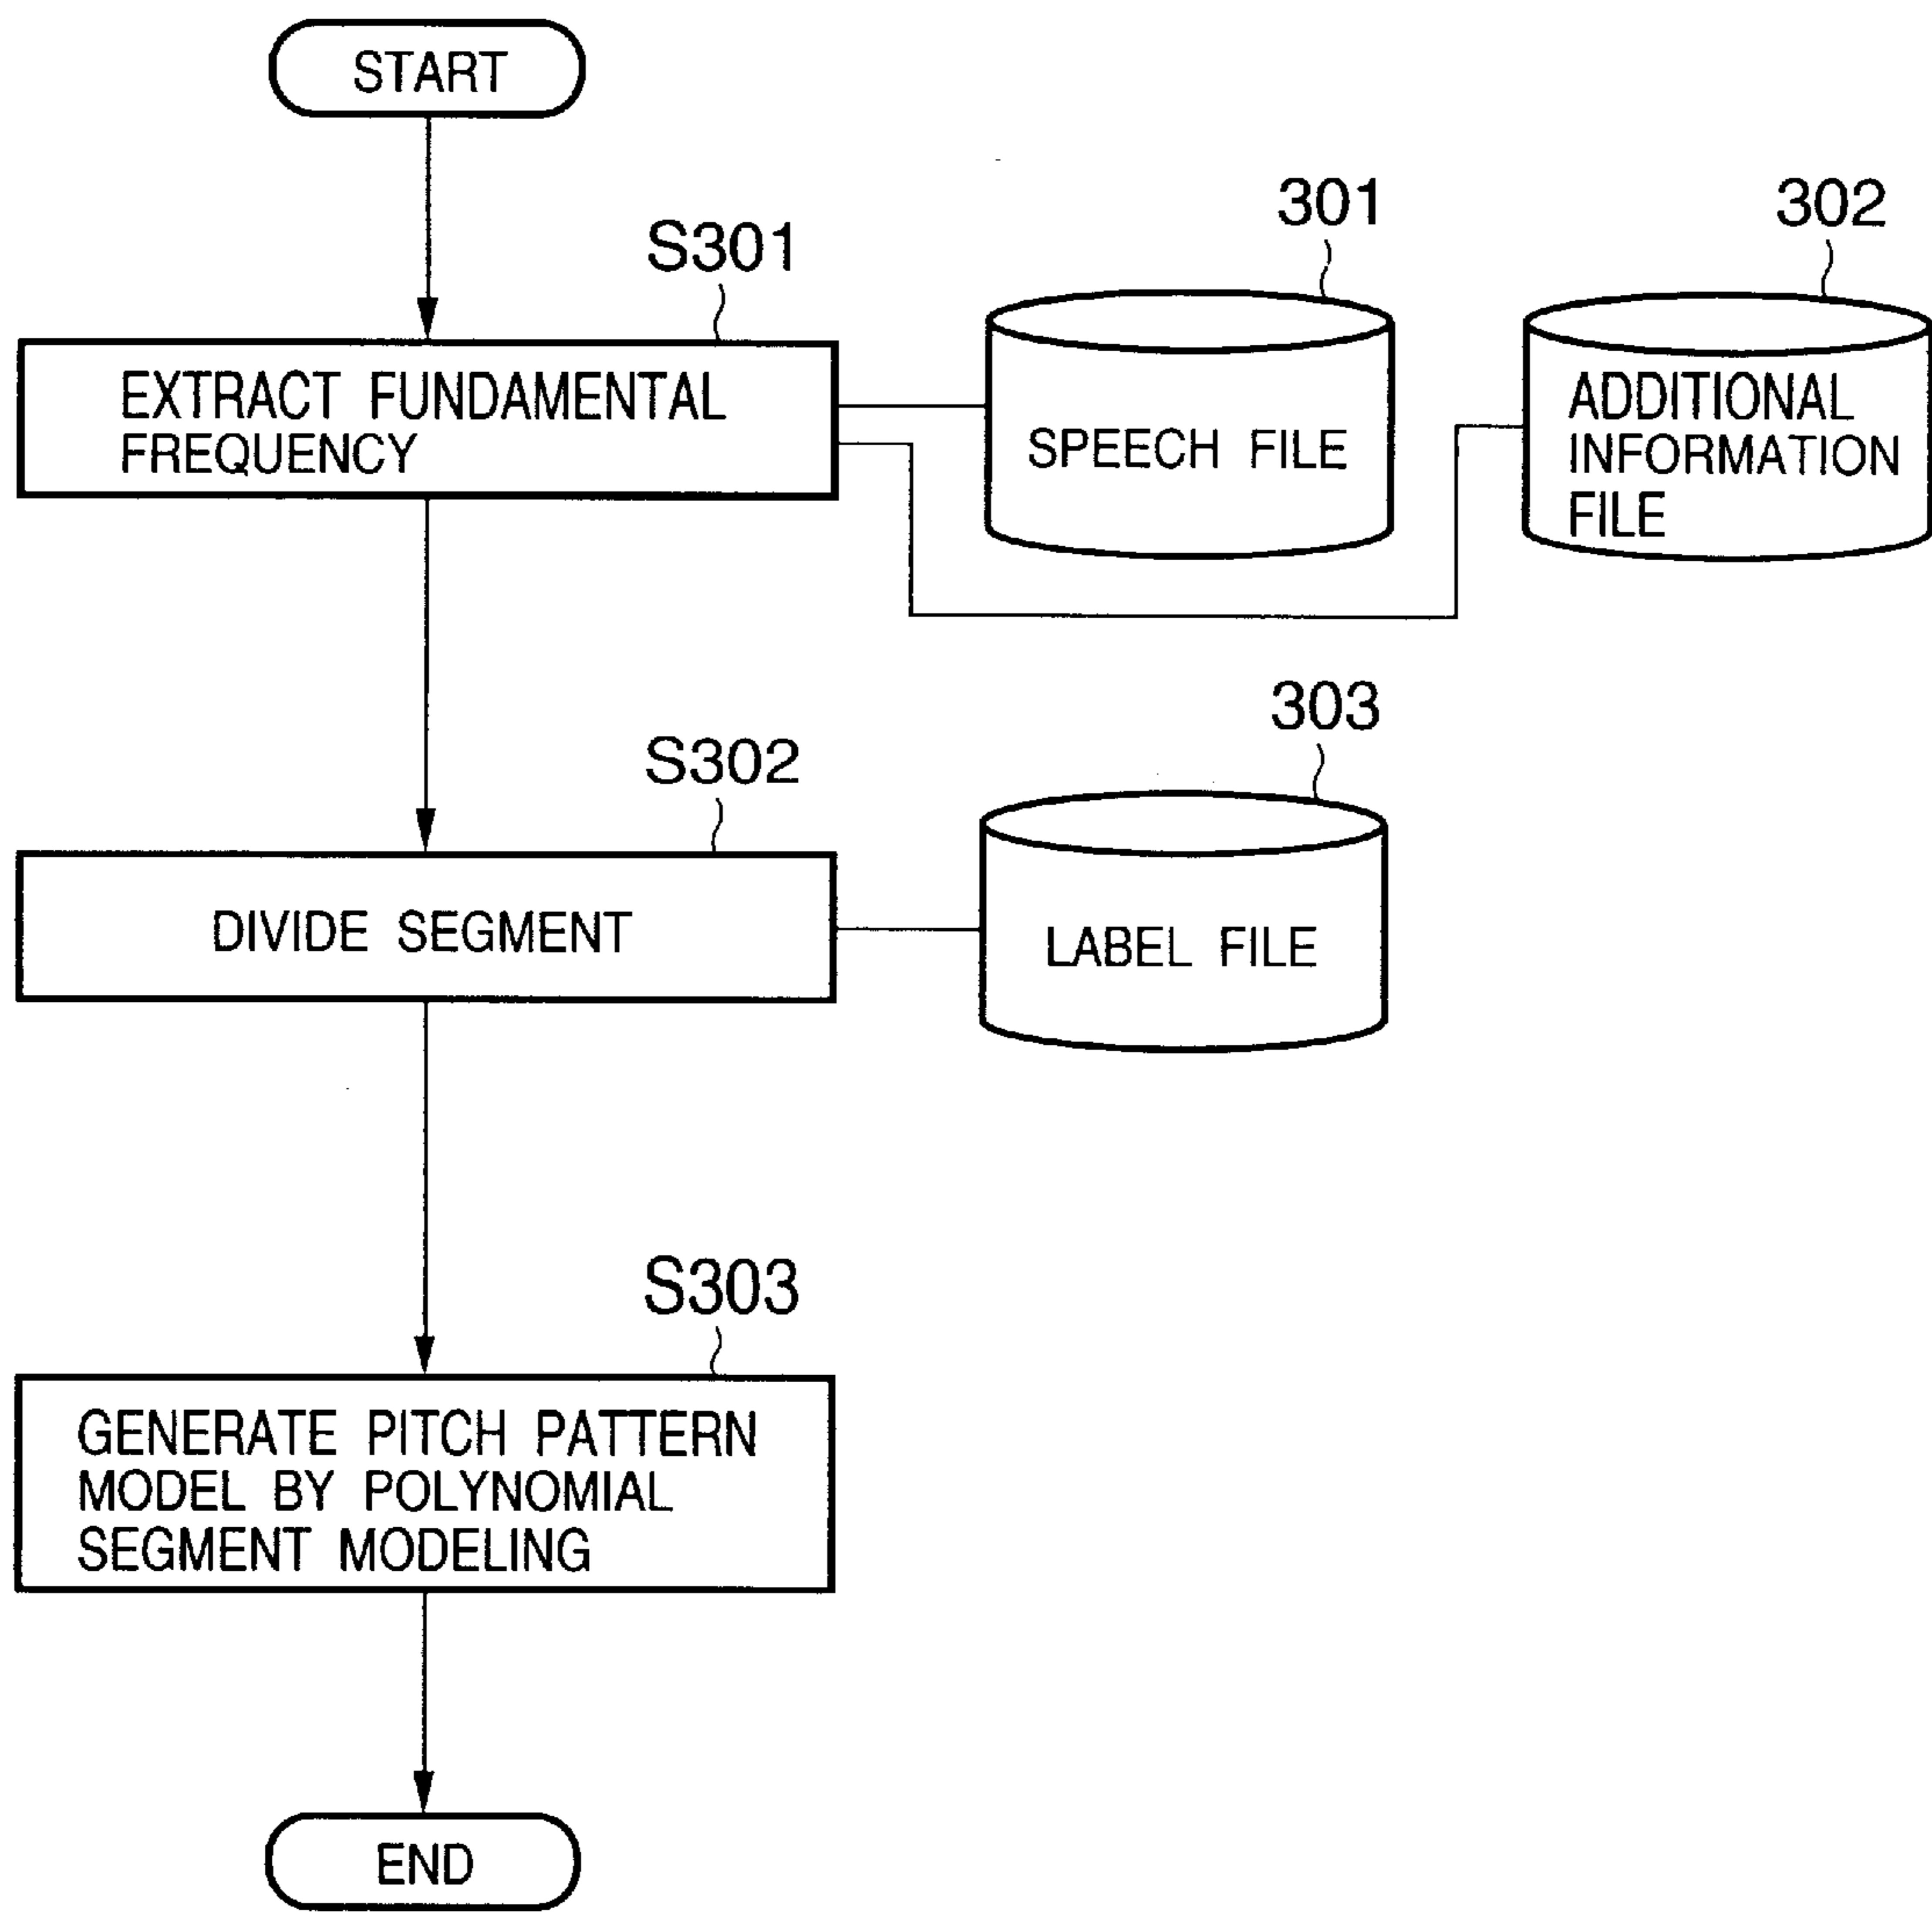 START
S301
301
302
EXTRACT FUNDAMENTAL
FREQUENCY
SPEECH FILE
ADDITIONAL
INFORMATION
FILE
S302
303
DIVIDE SEGMENT
LABEL FILE
S303
GENERATE PITCH PATTERN
MODEL BY POLYNOMIAL
SEGMENT MODELING
END